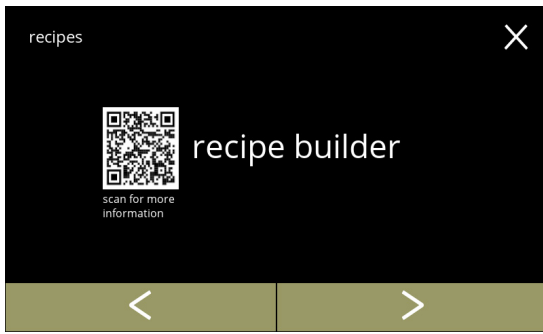 recipes
recipe builder
scan for more
information